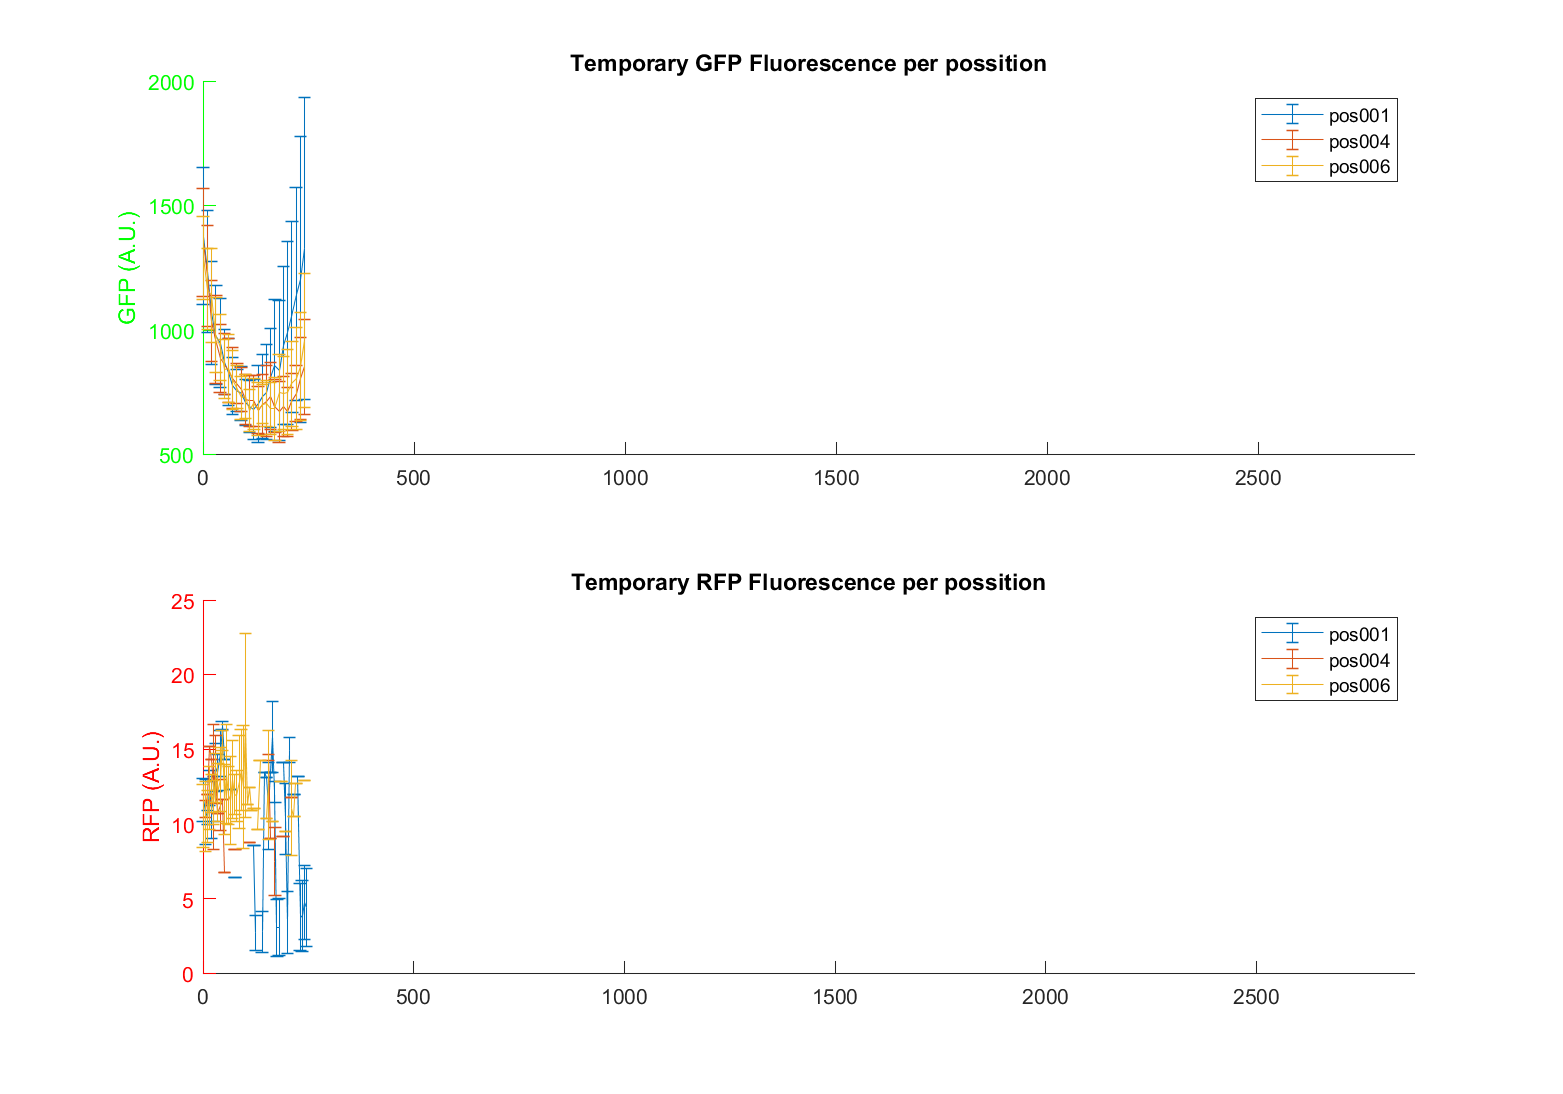 Temporary GFP Fluorescence per possition
2000
1500
1000
500
GFP (A.U.)
pos001
pos004
pos006
0 500 1000 1500 2000 2500
Temporary RFP Fluorescence per possition
25
20
15
10
5
0
RFP (A.U.)
pos001
pos004
pos006
0 500 1000 1500 2000 2500